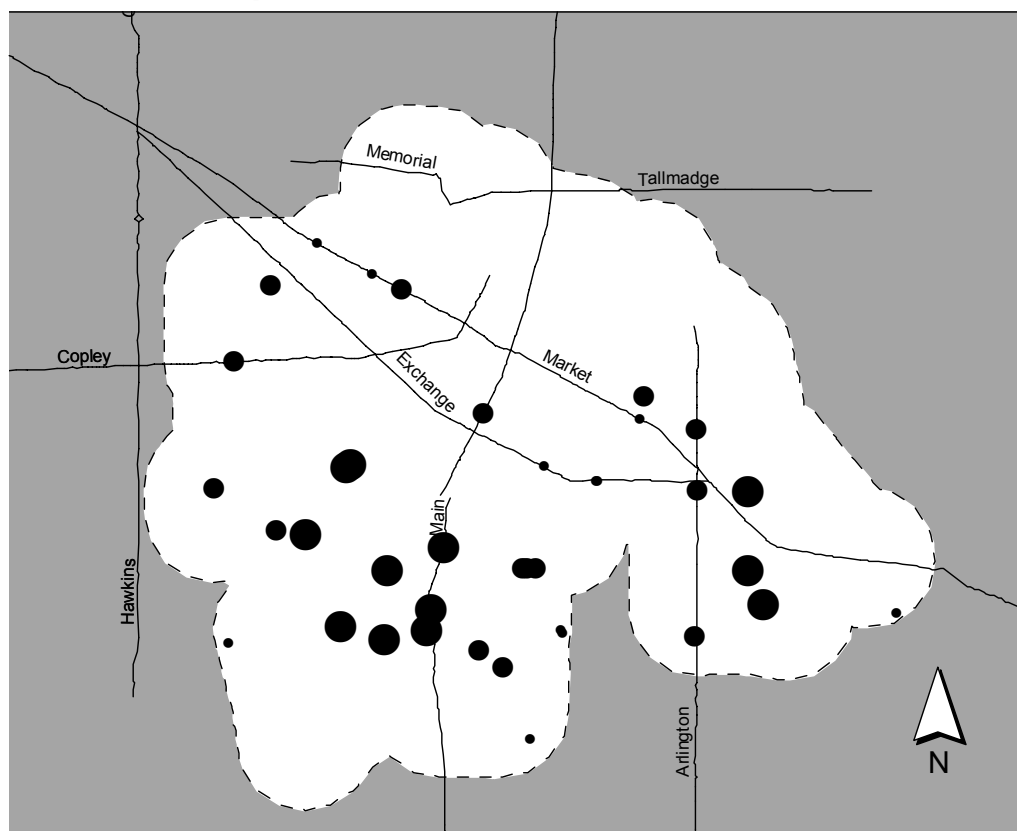 Memorial
Tallmadge
Copley
Exchange
Market
Main
Hawkins
Arlington
N